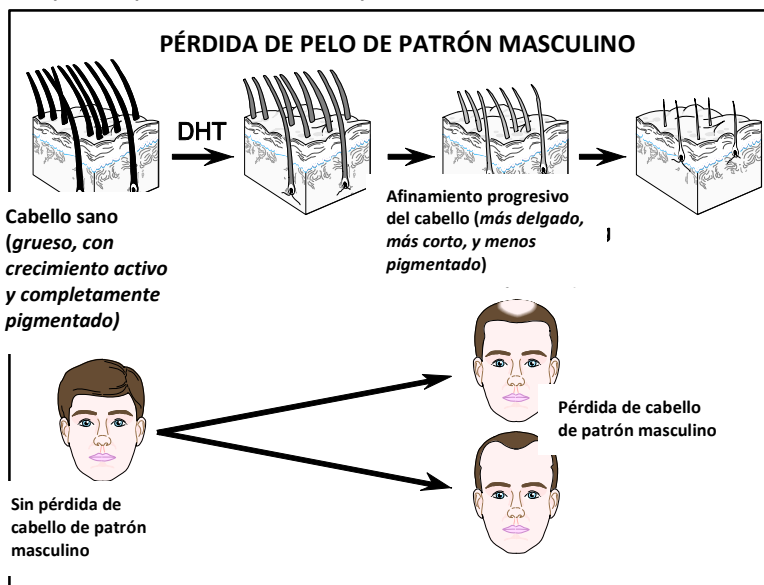 PÉRDIDA DE PELO DE PATRÓN MASCULINO
DHT
Cabello sano
(grueso, con
crecimiento activo
y completamente
pigmentado)
Afinamiento progresivo
del cabello (más delgado,
más corto, y menos
pigmentado)
Pérdida de cabello
de patrón masculino
Sin pérdida de
cabello de patrón
masculino